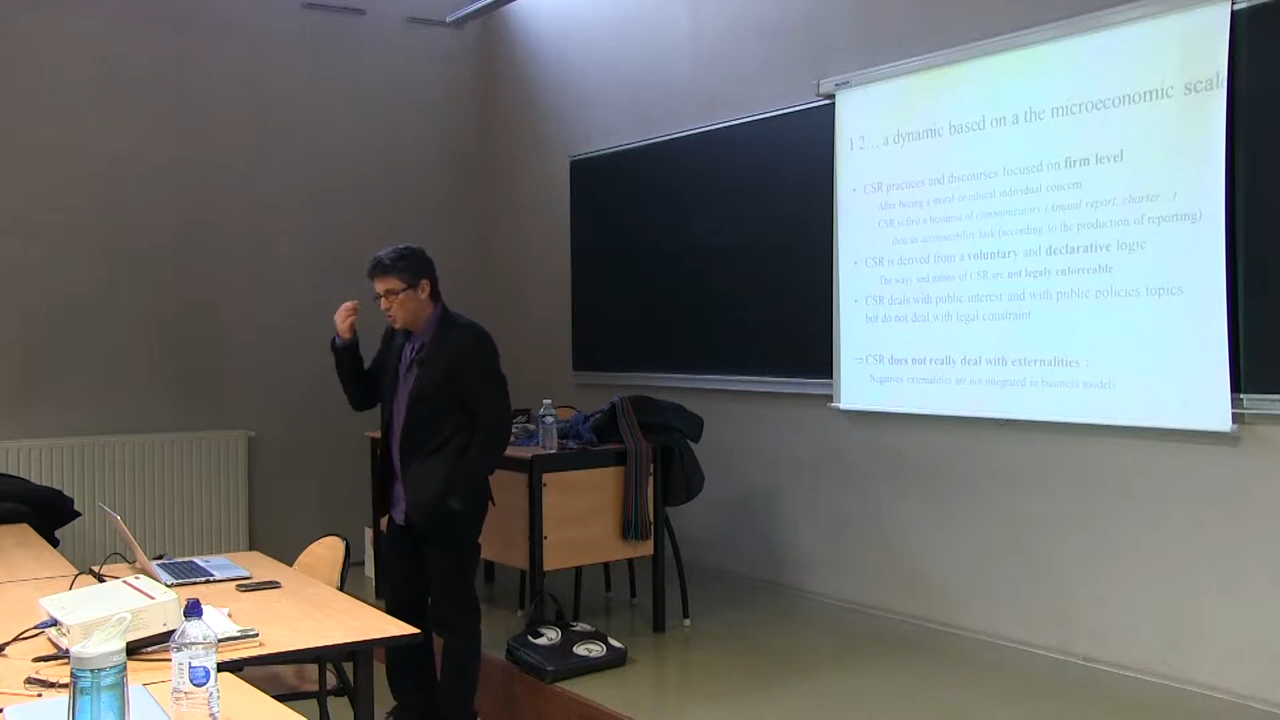 1 2... a dynamic based on a the microeconomic scale
• CSR practices and discourses focused on firm level
After bieing a moral or ethical individual concern
CSR is first a business of communicators (Annual report, charter...)
then an accountability task (according to the production of reporting)
• CSR is derived from a voluntary and declarative logic
The ways and means of CSR are not legaly enforceable
• CSR deals with public interest and with public policies topics
but do not deal with legal constraint
⇒CSR does not really deal with externalities :
Negatives externalities are not integrated in business models